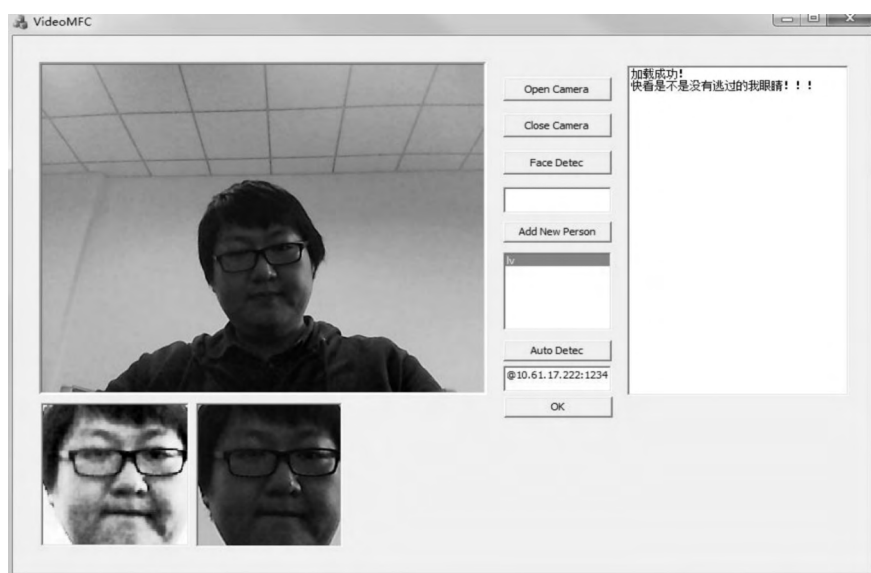 VideoMFC
Open Camera
Close Camera
Face Detec
Add New Person
lv
Auto Detec
@10.61.17.222:1234
OK
加载成功!
快看是不是没有逃过的我眼睛!!!